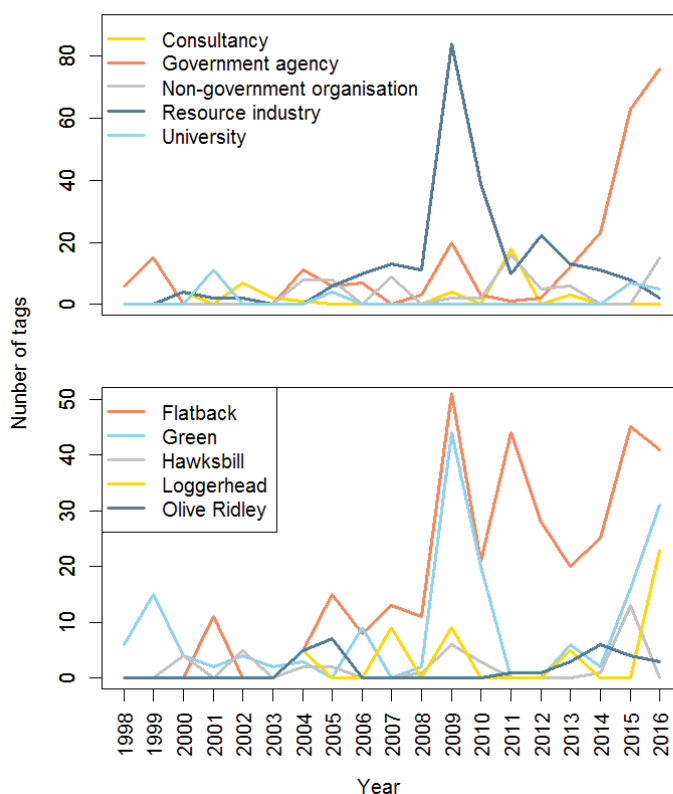 Consultancy
Government agency
Non-government organisation
Resource industry
University
80
60
40
20
0
Nunber of tags
Flatback
Green
Hawksbill
Loggerhead
Olive Ridley
50
40
30
20
10
0
1998 1999 2000 2001 2002 2003 2004 2005 2006 2007 2008 2009 2010 2011 2012 2013 2014 2015 2016
Year